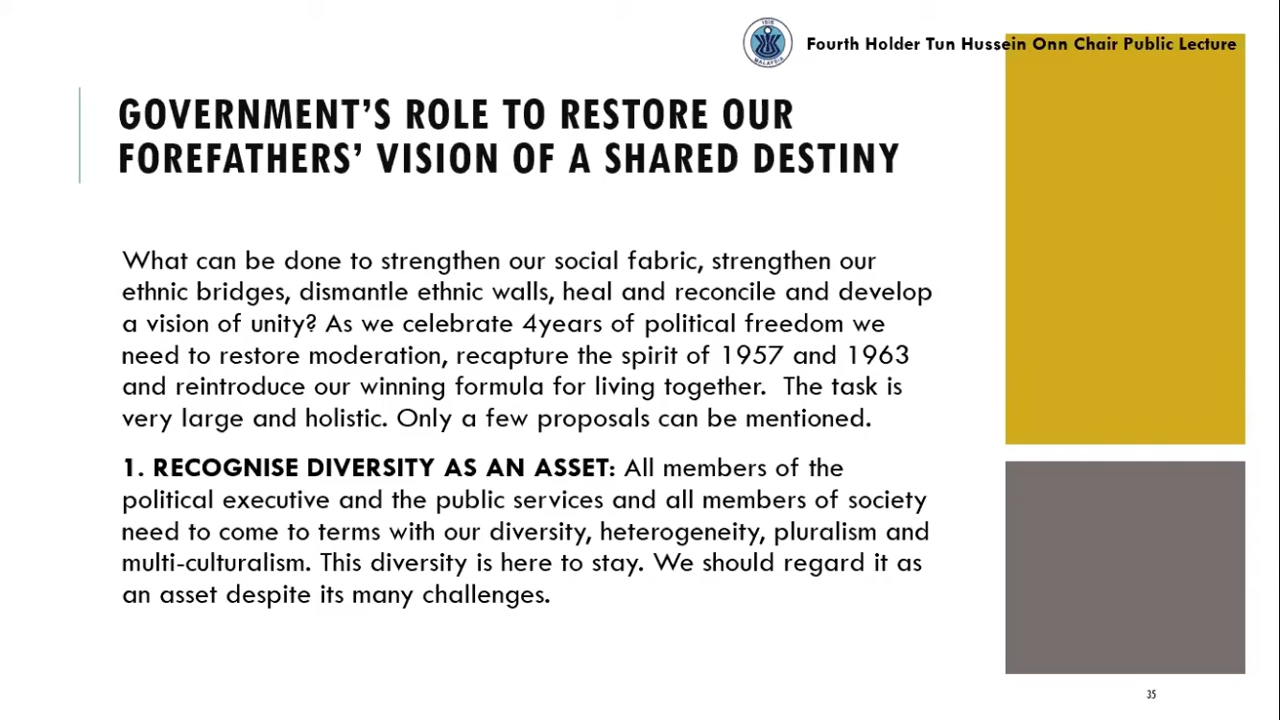 ISIS
MALAYSIA
Fourth Holder Tun Hussein Onn Chair Public Lecture
GOVERNMENT'S ROLE TO RESTORE OUR
FOREFATHERS' VISION OF A SHARED DESTINY
What can be done to strengthen our social fabric, strengthen our
ethnic bridges, dismantle ethnic walls, heal and reconcile and develop
a vision of unity? As we celebrate 4years of political freedom we
need to restore moderation, recapture the spirit of 1957 and 1963
and reintroduce our winning formula for living together. The task is
very large and holistic. Only a few proposals can be mentioned.
1. RECOGNISE DIVERSITY AS AN ASSET: All members of the
political executive and the public services and all members of society
need to come to terms with our diversity, heterogeneity, pluralism and
multi-culturalism. This diversity is here to stay. We should regard it as
an asset despite its many challenges.
35